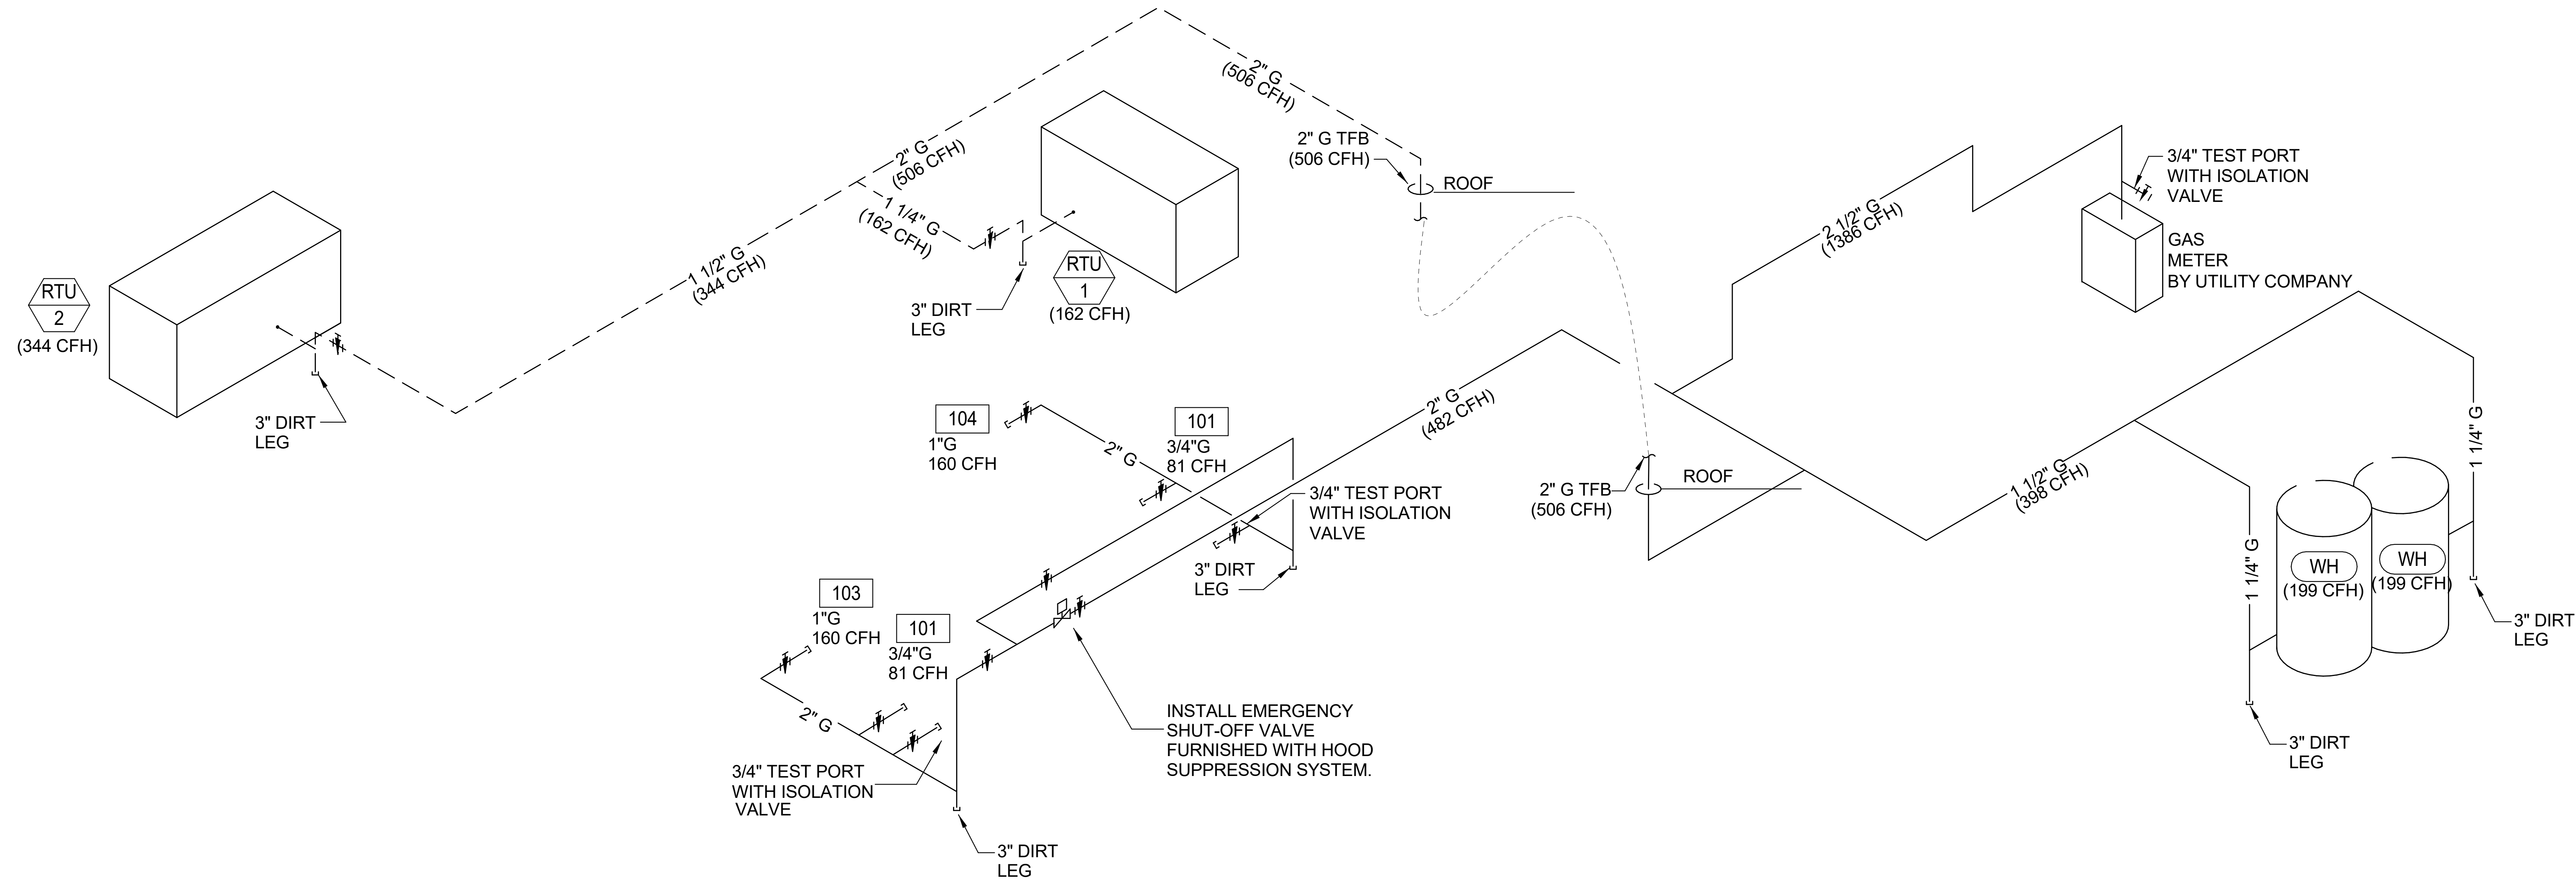 2" G
(506 CFH)
2" G TFB
(506 CFH)
ROOF
3/4" TEST PORT
WITH ISOLATION
VALVE
2" G
(506 CFH)
1 1/4" G
(162 CFH)
2 1/2" G
(1386 CFH)
GAS
METER
BY UTILITY COMPANY
1 1/2" G
(344 CFH)
RTU
1
(162 CFH)
3" DIRT
LEG
RTU
2
(344 CFH)
3" DIRT
LEG
104
1"G
160 CFH
2" G
101
3/4"G
81 CFH
2" G
(482 CFH)
3/4" TEST PORT
WITH ISOLATION
VALVE
3" DIRT
LEG
2" G TFB
(506 CFH)
ROOF
1 1/2" G
(398 CFH)
1 1/4" G
1 1/4" G
WH
(199 CFH)
WH
(199 CFH)
3" DIRT
LEG
3" DIRT
LEG
103
1"G
160 CFH
101
3/4"G
81 CFH
2" G
3/4" TEST PORT
WITH ISOLATION
VALVE
INSTALL EMERGENCY
SHUT-OFF VALVE
FURNISHED WITH HOOD
SUPPRESSION SYSTEM.
3" DIRT
LEG